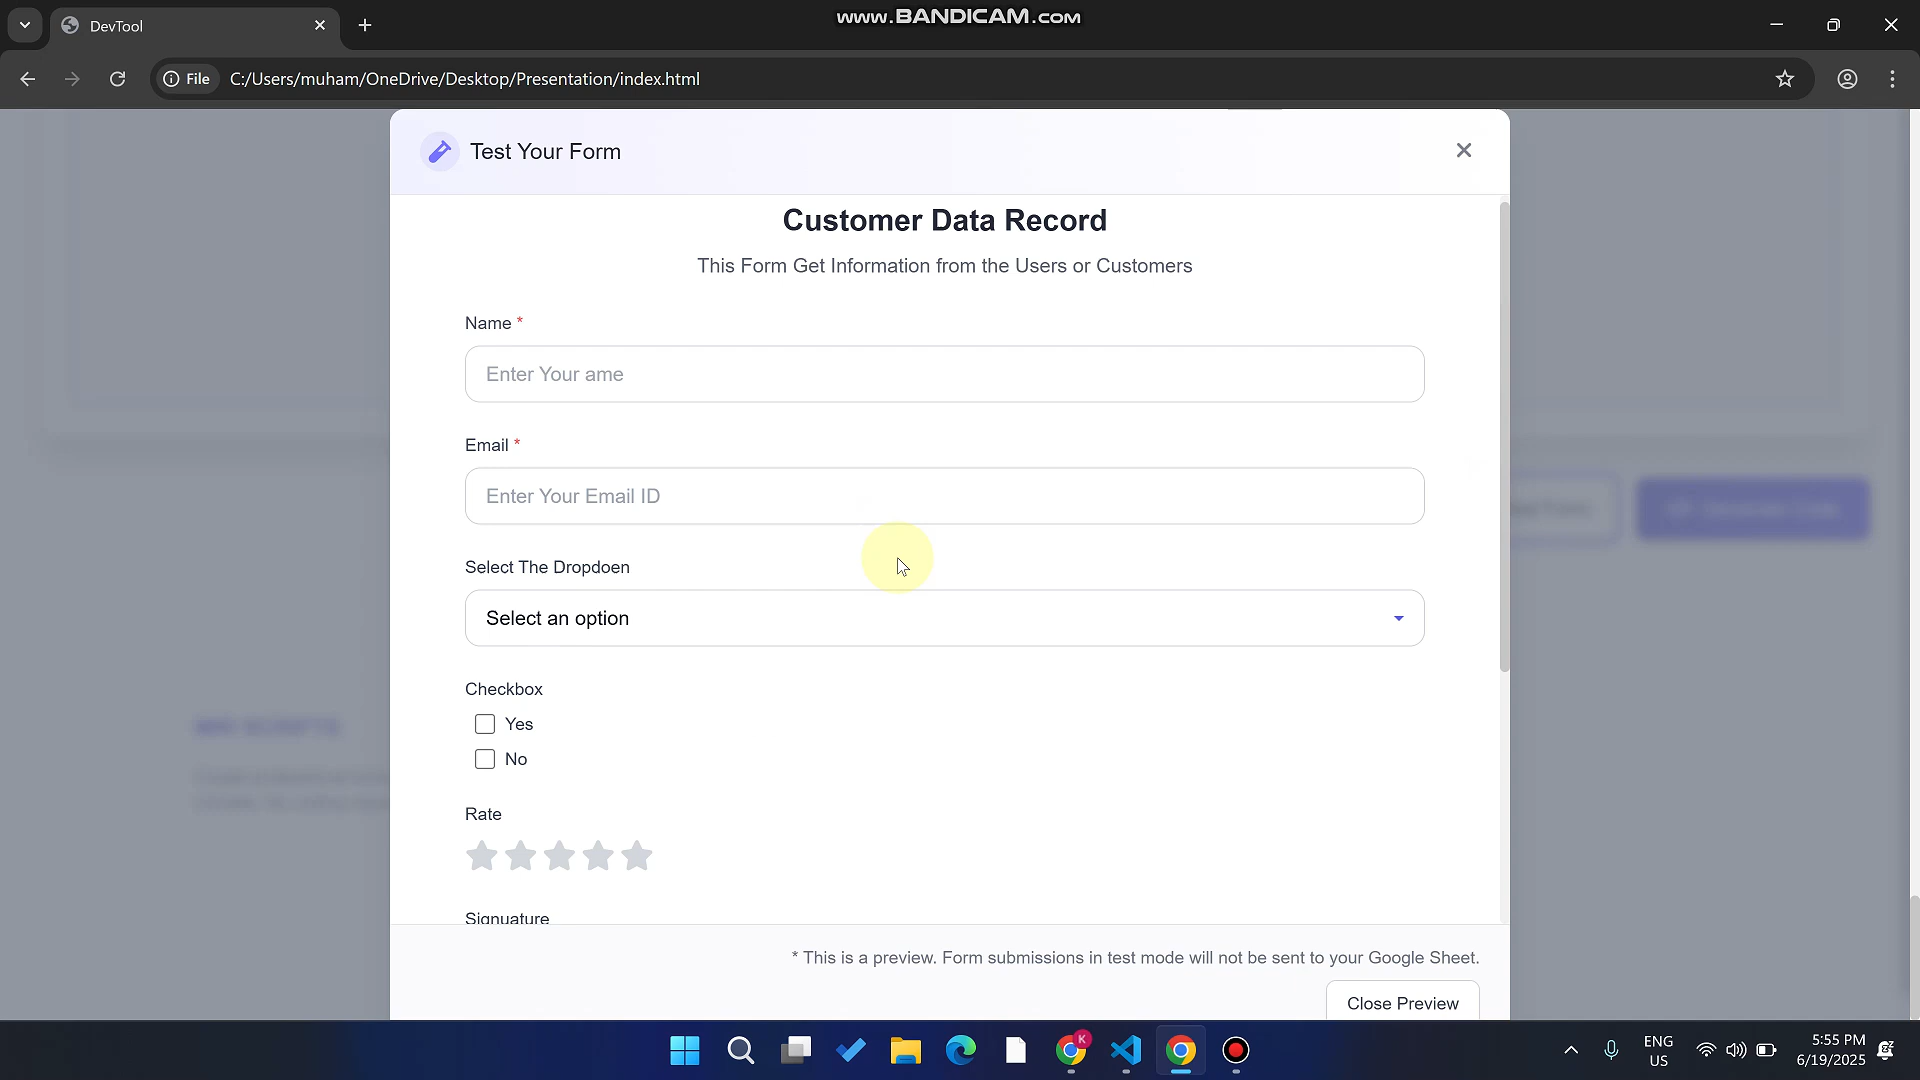 DevTool
www.BANDICAM.com
File
C:/Users/muham/OneDrive/Desktop/Presentation/index.html
Test Your Form
Customer Data Record
This Form Get Information from the Users or Customers
Name *
Enter Your ame
Email *
Enter Your Email ID
Select The Dropdoen
Select an option
Checkbox
Yes
No
Rate
Signuature
* This is a preview. Form submissions in test mode will not be sent to your Google Sheet.
Close Preview
K
ENG
US
5:55 PM
6/19/2025